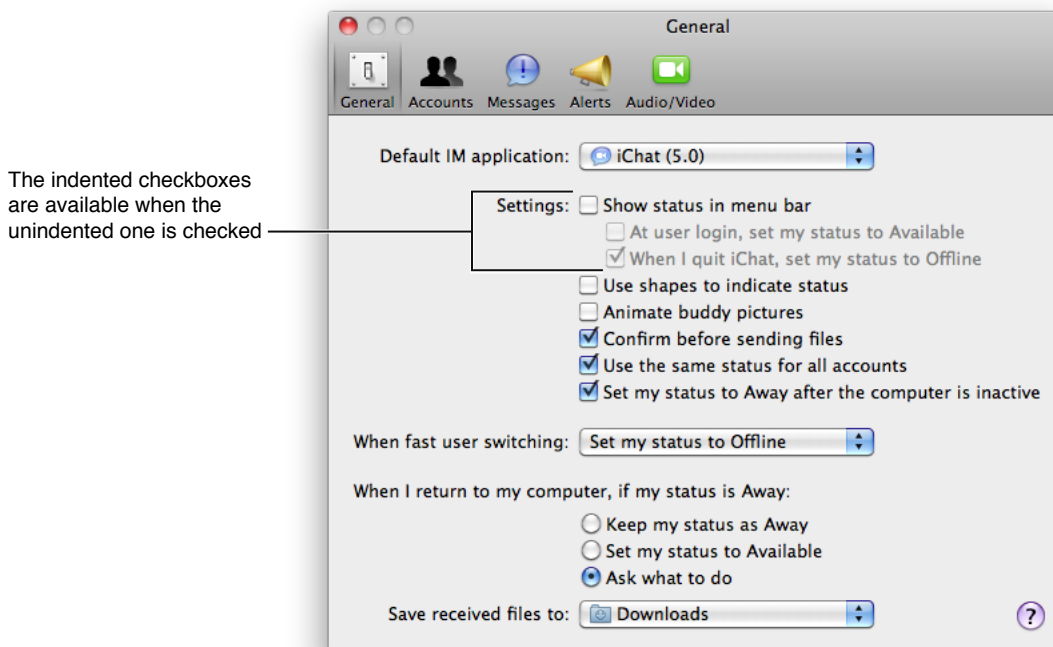 General
General Accounts Messages Alerts Audio/Video
Default IM application: iChat (5.0)
The indented checkboxes
are available when the
unindented one is checked
Settings: Show status in menu bar
At user login, set my status to Available
When I quit iChat, set my status to Offline
Use shapes to indicate status
Animate buddy pictures
Confirm before sending files
Use the same status for all accounts
Set my status to Away after the computer is inactive
When fast user switching: Set my status to Offline
When I return to my computer, if my status is Away:
Keep my status as Away
Set my status to Available
Ask what to do
Save received files to: Downloads
?